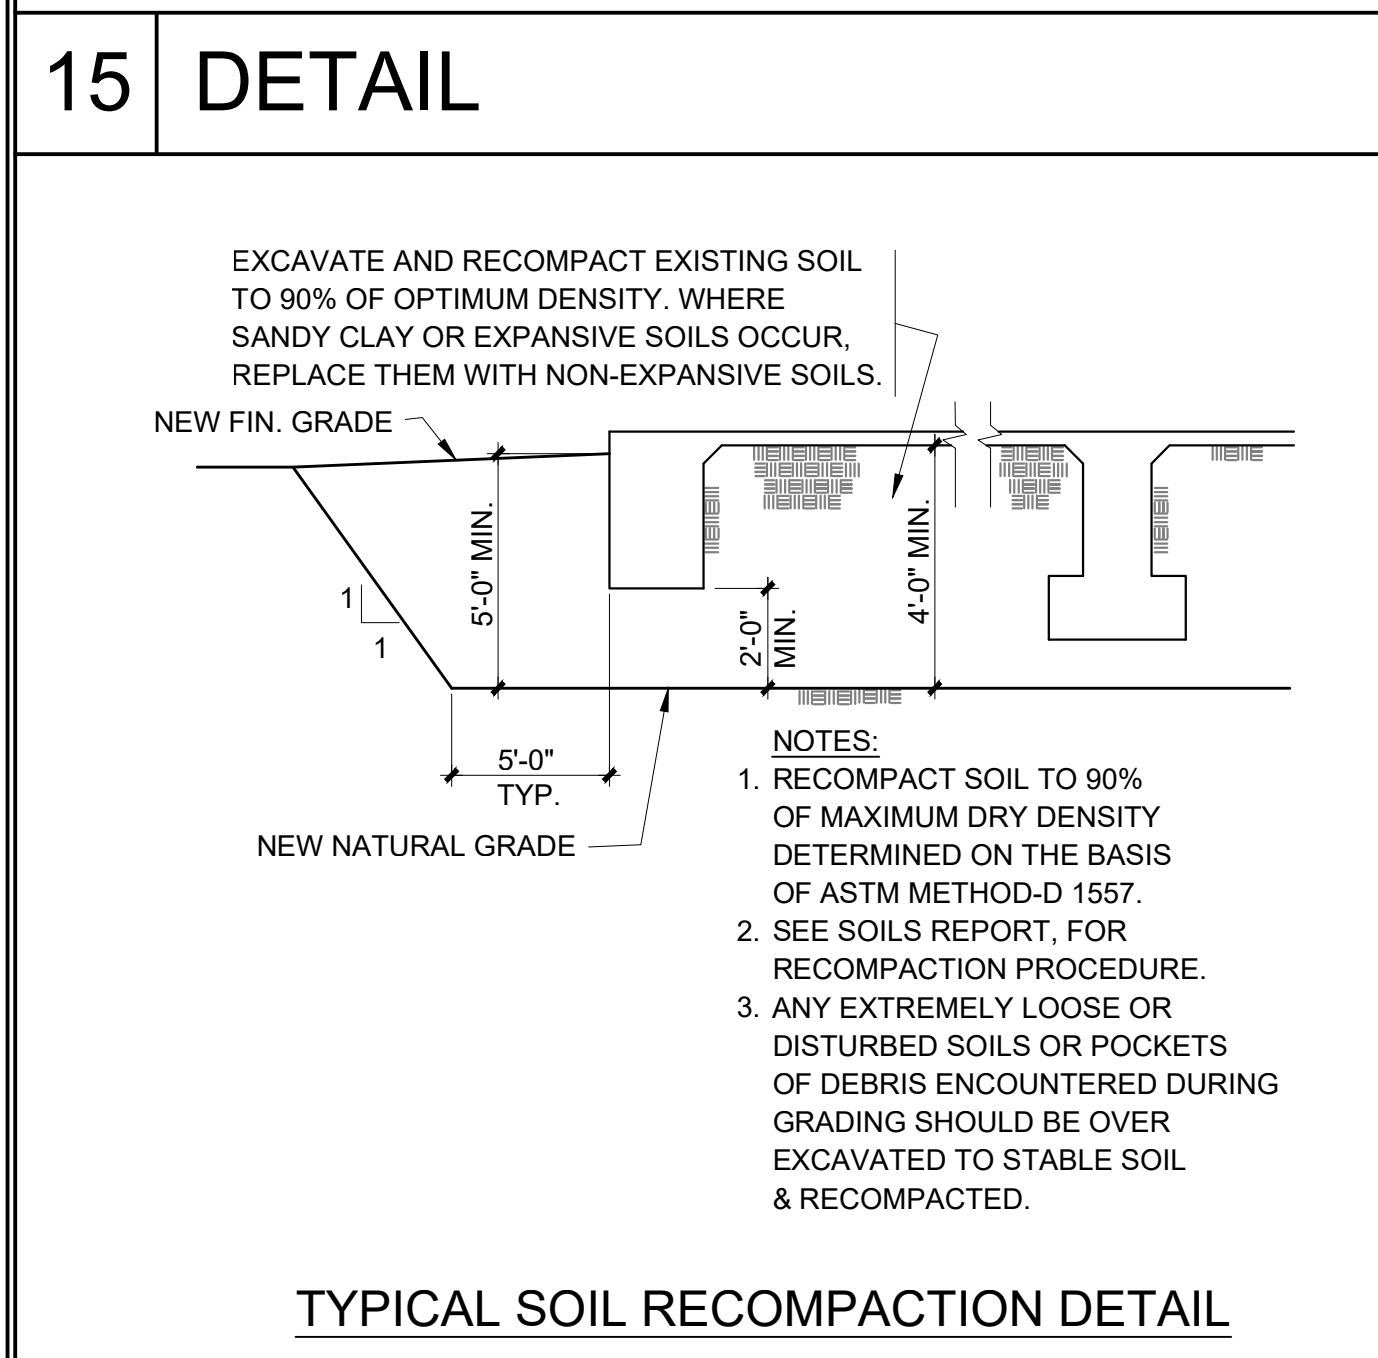 15 DETAIL
EXCAVATE AND RECOMPACT EXISTING SOIL
TO 90% OF OPTIMUM DENSITY. WHERE
SANDY CLAY OR EXPANSIVE SOILS OCCUR,
REPLACE THEM WITH NON-EXPANSIVE SOILS.
NEW FIN. GRADE
5'-0" MIN.
4'-0" MIN.
1
1
2'-0"
MIN.
5'-0"
TYP.
NEW NATURAL GRADE
NOTES:
1. RECOMPACT SOIL TO 90%
OF MAXIMUM DRY DENSITY
DETERMINED ON THE BASIS
OF ASTM METHOD-D 1557.
2. SEE SOILS REPORT, FOR
RECOMPACTION PROCEDURE.
3. ANY EXTREMELY LOOSE OR
DISTURBED SOILS OR POCKETS
OF DEBRIS ENCOUNTERED DURING
GRADING SHOULD BE OVER
EXCAVATED TO STABLE SOIL
& RECOMPACTED.
TYPICAL SOIL RECOMPACTION DETAIL